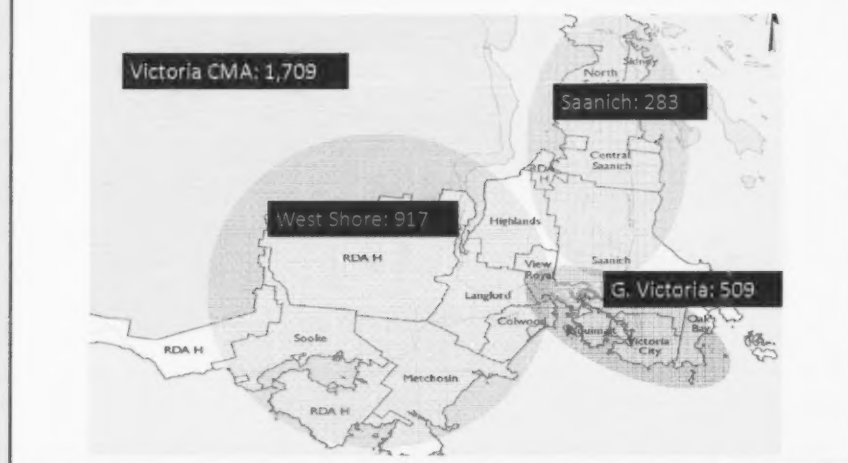 Victoria CMA: 1,709
North
Saanich: 283
Central
Saanich
RDA
H
West Shore: 917
Highlands
RDA H
View
Royal
Saanich
G. Victoria: 509
Langford
Colwood
Oak
Bay
Victoria
City
Sooke
RDA H
Metchosin
RDA H